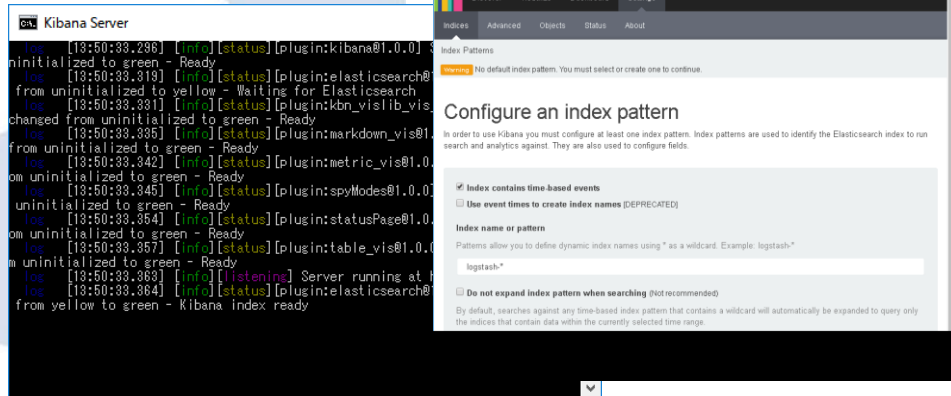 Kibana Server
log [13:50:33.296] [info][status][plugin:kibana@1.0.0]
ninitialized to green - Ready
log [13:50:33.319] [info][status][plugin:elasticsearch@
from uninitialized to yellow - Waiting for Elasticsearch
log [13:50:33.331] [info][status][plugin:kbn_vislib_vis_
changed from uninitialized to green - Ready
log [13:50:33.335] [info][status][plugin:markdown_vis@1.
from uninitialized to green - Ready
log [13:50:33.342] [info][status][plugin:metric_vis@1.0.
om uninitialized to green - Ready
log [13:50:33.345] [info][status][plugin:spyModes@1.0.0]
uninitialized to green - Ready
log [13:50:33.354] [info][status][plugin:statusPage@1.0.
om uninitialized to green - Ready
log [13:50:33.357] [info][status][plugin:table_vis@1.0.0
m uninitialized to green - Ready
log [13:50:33.363] [info][listening] Server running at h
log [13:50:33.364] [info][status][plugin:elasticsearch@
from yellow to green - Kibana index ready
Indices Advanced Objects Status About
Index Patterns
Warning No default index pattern. You must select or create one to continue.
Configure an index pattern
In order to use Kibana you must configure at least one index pattern. Index patterns are used to identify the Elasticsearch index to run
search and analytics against. They are also used to configure fields.
Index contains time-based events
Use event times to create index names [DEPRECATED]
Index name or pattern
Patterns allow you to define dynamic index names using * as a wildcard. Example: logstash-*
logstash-*
Do not expand index pattern when searching (Not recommended)
By default, searches against any time-based index pattern that contains a wildcard will automatically be expanded to query only
the indices that contain data within the currently selected time range.